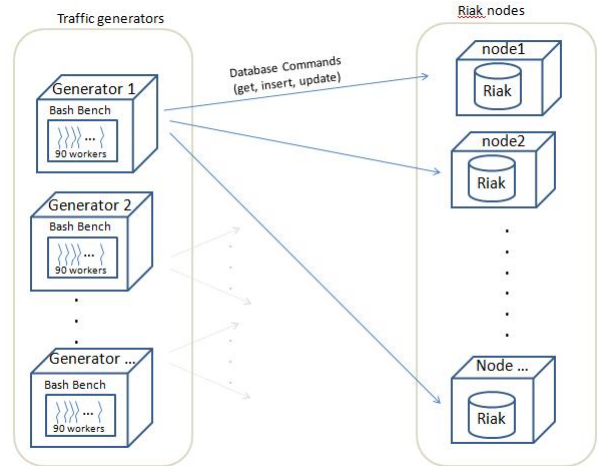 Traffic generators
Riak nodes
Generator 1
Bash Bench
...
90 workers
Database Commands
(get, insert, update)
node1
Riak
node2
Riak
Generator 2
Bash Bench
...
90 workers
Generator ...
Bash Bench
...
90 workers
Node ...
Riak